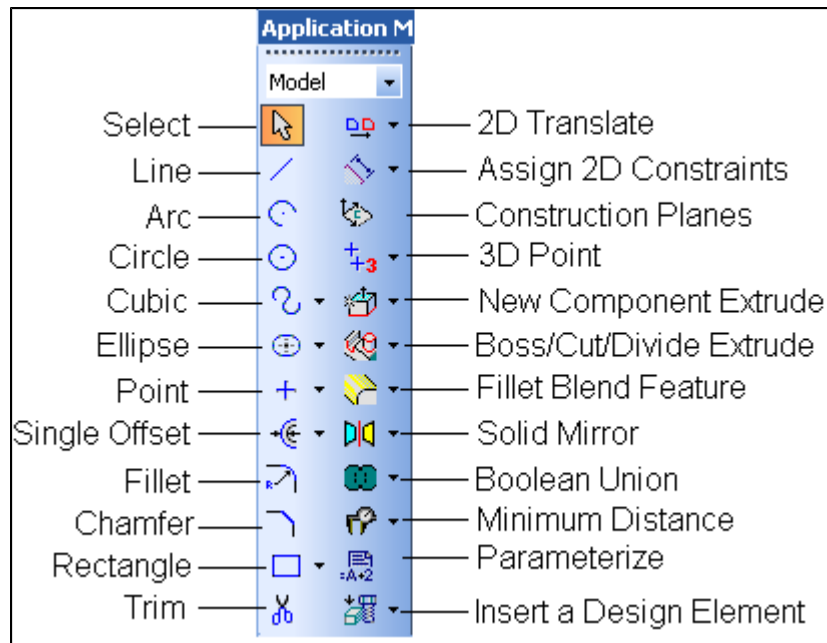 Application M
Model
Select
2D Translate
Line
Assign 2D Constraints
Arc
Construction Planes
Circle
3D Point
3
Cubic
New Component Extrude
Ellipse
Boss/Cut/Divide Extrude
Point
Fillet Blend Feature
Single Offset
Solid Mirror
Fillet
R
Boolean Union
Chamfer
Minimum Distance
Rectangle
Parameterize
=A+2
Trim
Insert a Design Element